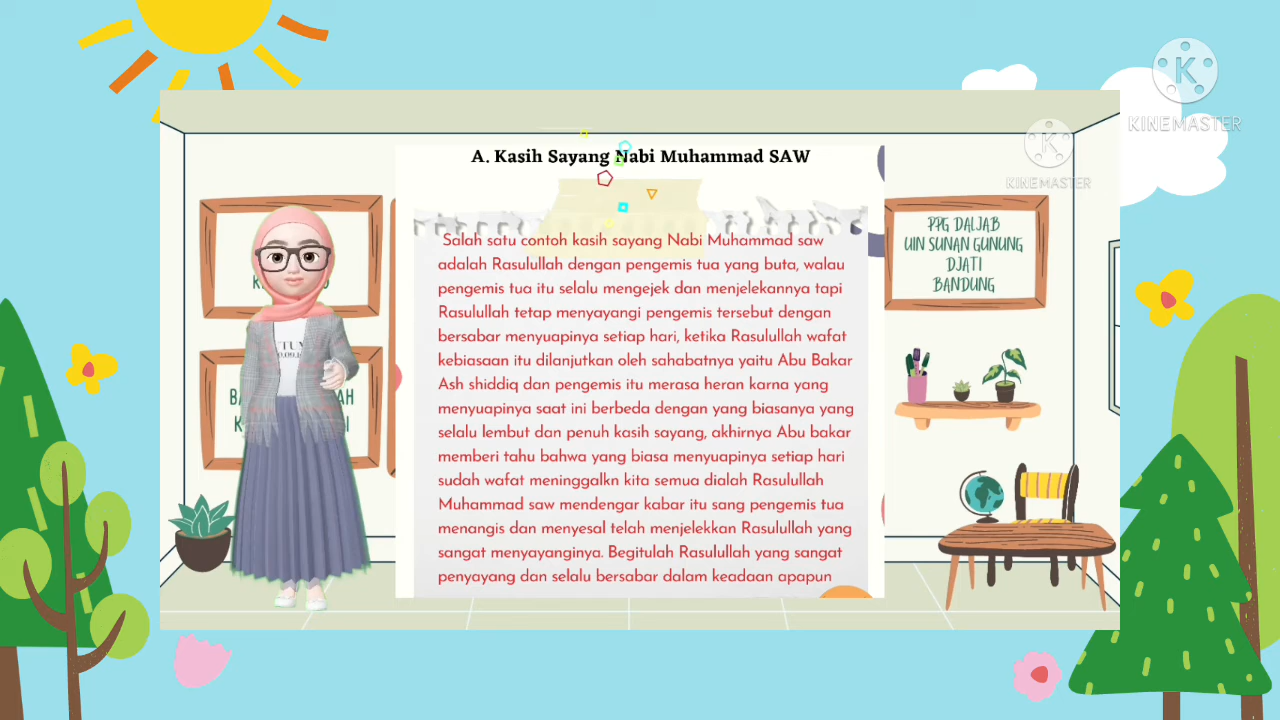 KINEMASTER
KINEMASTER
A. Kasih Sayang Nabi Muhammad SAW
PPG DALJAB
UIN SUNAN GUNUNG
DJATI
BANDUNG
Salah satu contoh kasih sayang Nabi Muhammad saw
adalah Rasulullah dengan pengemis tua yang buta, walau
pengemis tua itu selalu mengejek dan menjelekannya tapi
Rasulullah tetap menyayangi pengemis tersebut dengan
bersabar menyuapinya setiap hari, ketika Rasulullah wafat
kebiasaan itu dilanjutkan oleh sahabatnya yaitu Abu Bakar
Ash shiddiq dan pengemis itu merasa heran karna yang
menyuapinya saat ini berbeda dengan yang biasanya yang
selalu lembut dan penuh kasih sayang, akhirnya Abu bakar
memberi tahu bahwa yang biasa menyuapinya setiap hari
sudah wafat meninggalkn kita semua dialah Rasulullah
Muhammad saw mendengar kabar itu sang pengemis tua
menangis dan menyesal telah menjelekkan Rasulullah yang
sangat menyayanginya. Begitulah Rasulullah yang sangat
penyayang dan selalu bersabar dalam keadaan apapun